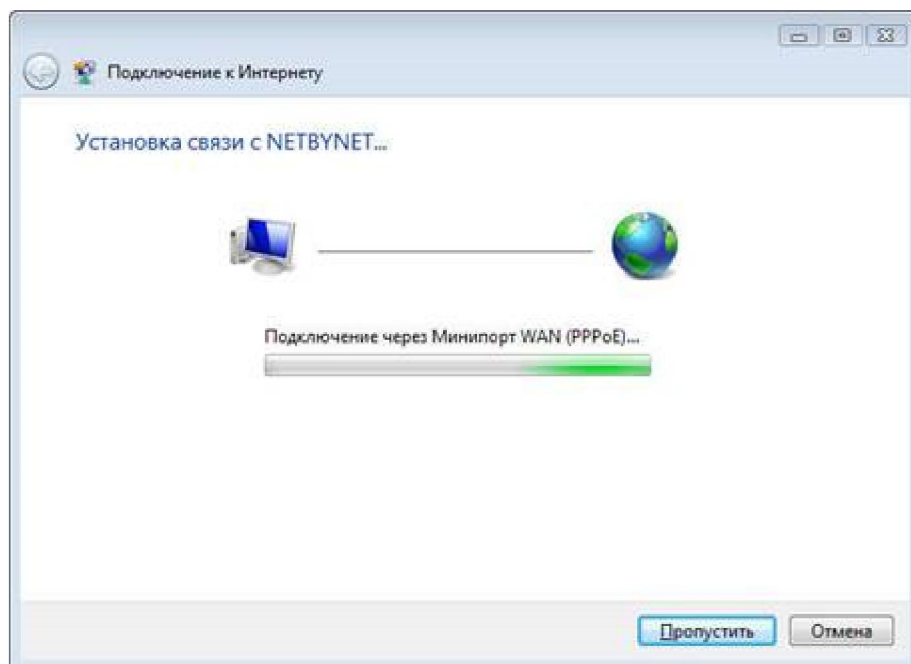 Подключение к Интернету
Установка связи с NETBYNET...
Подключение через Минипорт WAN (PPPoE)...
Пропустить
Отмена